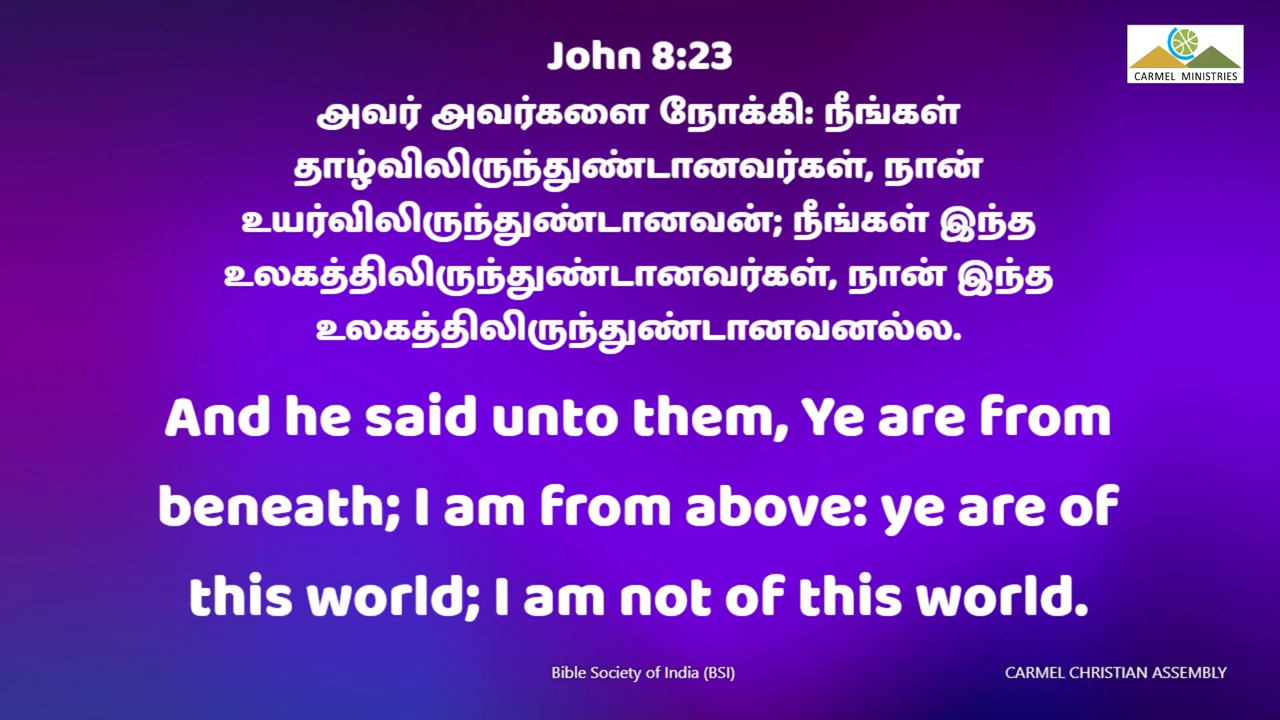 John 8:23
CARMEL MINISTRIES
அவர் அவர்களை நோக்கி: நீங்கள்
தாழ்விலிருந்துண்டானவர்கள், நான்
உயர்விலிருந்துண்டானவன்; நீங்கள் இந்த
உலகத்திலிருந்துண்டானவர்கள், நான் இந்த
உலகத்திலிருந்துண்டானவனல்ல.
And he said unto them, Ye are from
beneath; I am from above: ye are of
this world; I am not of this world.
Bible Society of India (BSI)
CARMEL CHRISTIAN ASSEMBLY